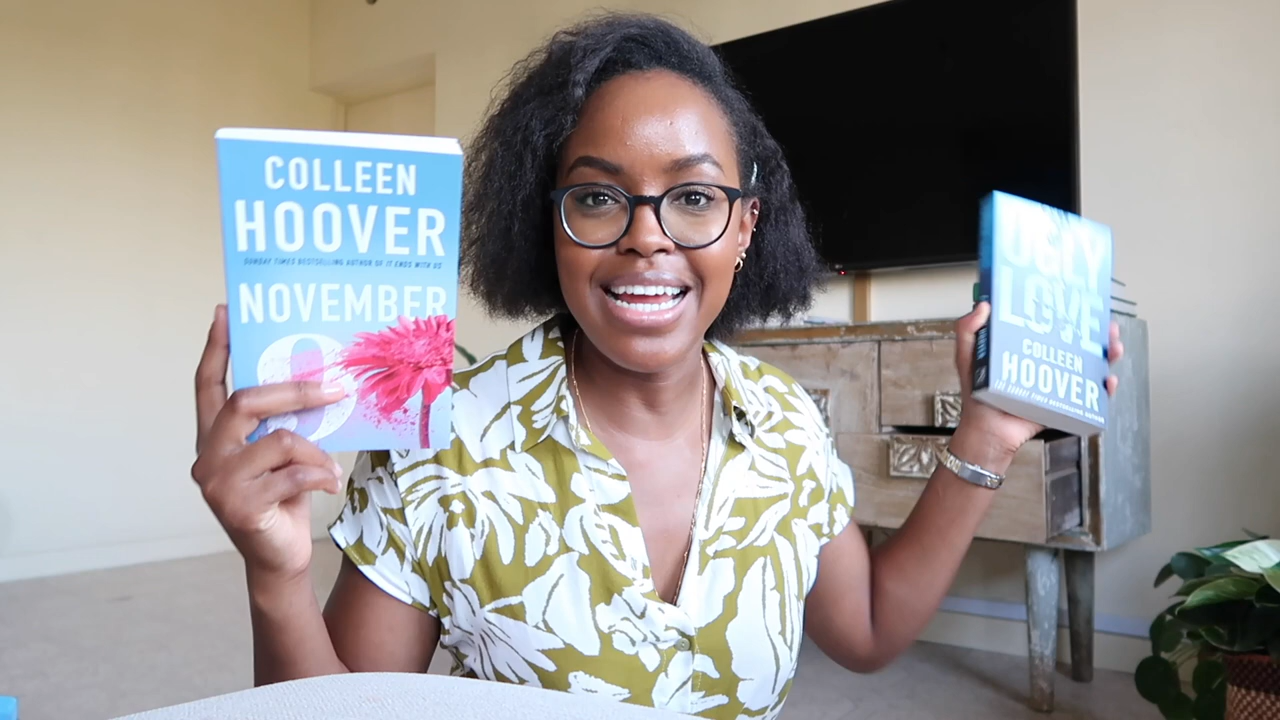 COLLEEN
HOOVER
SUNDAY TIMES BESTSELLING AUTHOR OF IT ENDS WITH US
NOVEMBER
9
UGLY
LOVE
COLLEEN
HOOVER
THE SUNDAY TIMES BESTSELLING AUTHOR